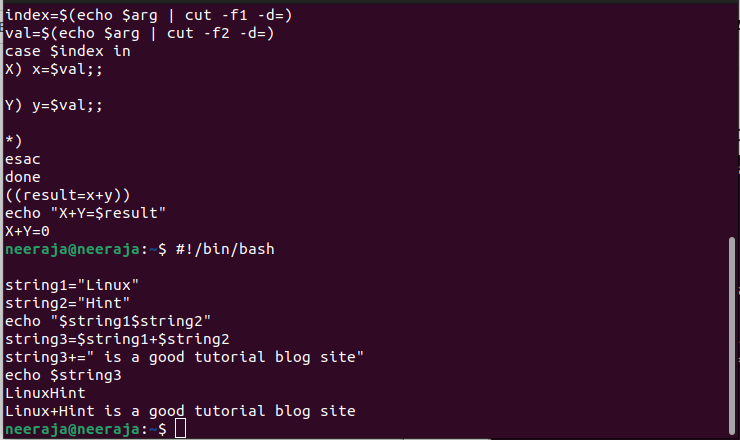 index=$(echo $arg | cut -f1 -d=)
val=$(echo $arg | cut -f2 -d=)
case $index in
X) x=$val;;
Y) y=$val;;
*)
esac
done
((result=x+y))
echo "X+Y=$result"
X+Y=0
neeraja@neeraja:~$ #!/bin/bash
string1="Linux"
string2="Hint"
echo "$string1$string2"
string3=$string1+$string2
string3+=" is a good tutorial blog site"
echo $string3
LinuxHint
Linux+Hint is a good tutorial blog site
neeraja@neeraja:~$